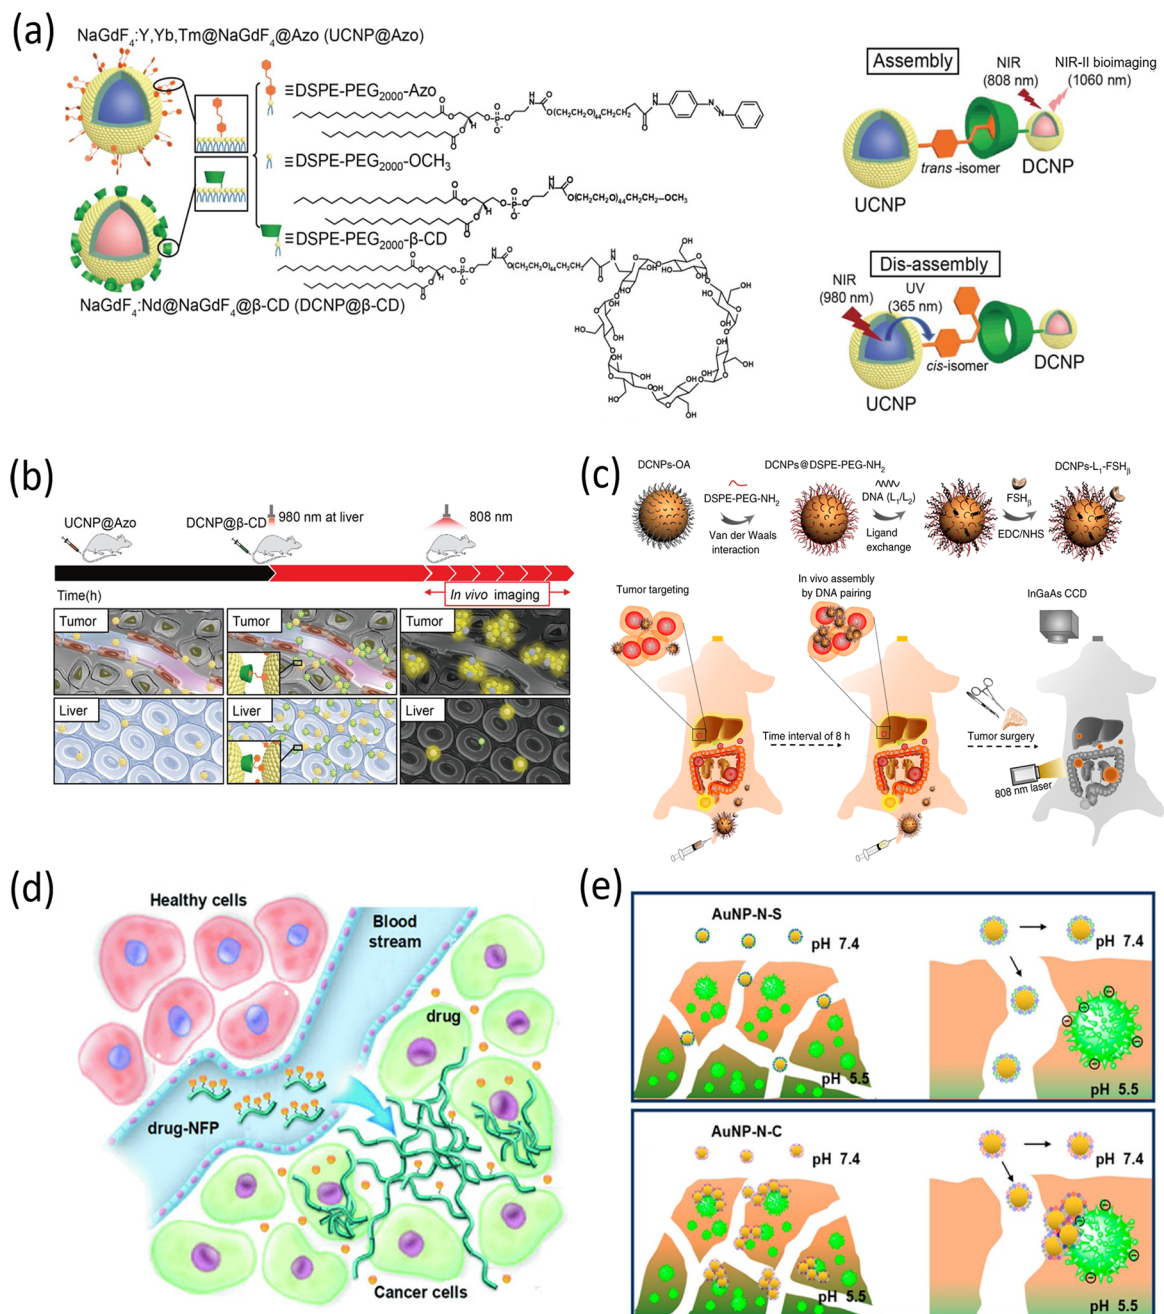 (a)
NaGdF₄:Y,Yb,Tm@NaGdF₄@Azo (UCNP@Azo)
≡DSPE-PEG₂₀₀₀-Azo
≡DSPE-PEG₂₀₀₀-OCH₃
≡DSPE-PEG₂₀₀₀-β-CD
NaGdF₄:Nd@NaGdF₄@β-CD (DCNP@β-CD)
Assembly
NIR
(808 nm)
NIR-II bioimaging
(1060 nm)
trans-isomer
DCNP
UCNP
Dis-assembly
NIR
(980 nm)
UV
(365 nm)
cis-isomer
DCNP
UCNP
(b)
UCNP@Azo
DCNP@β-CD
980 nm at liver
808 nm
In vivo imaging
Time(h)
Tumor
Tumor
Tumor
Liver
Liver
Liver
(c)
DCNPs-OA
DCNPs@DSPE-PEG-NH₂
DCNPs-L₁-FSHᵦ
DSPE-PEG-NH₂
Van der Waals
interaction
DNA (L₁/L₂)
Ligand
exchange
FSHᵦ
EDC/NHS
Tumor targeting
In vivo assembly
by DNA pairing
InGaAs CCD
Time interval of 8 h
Tumor surgery
808 nm laser
(d)
Healthy cells
Blood
stream
drug
drug-NFP
Cancer cells
(e)
AuNP-N-S
pH 7.4
pH 5.5
pH 7.4
pH 5.5
AuNP-N-C
pH 7.4
pH 5.5
pH 7.4
pH 5.5